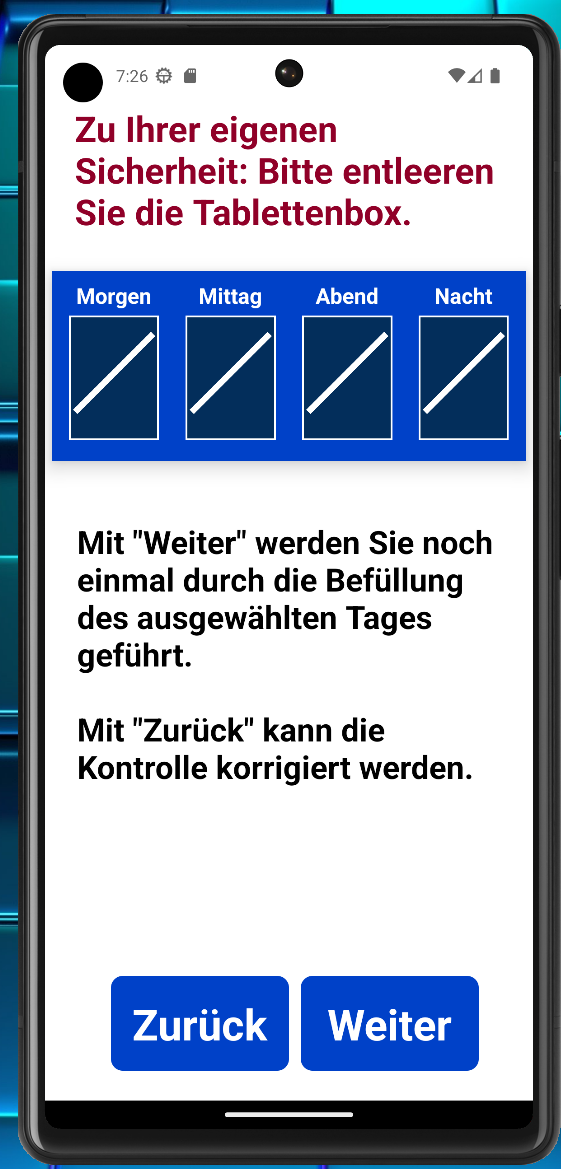 7:26
Zu Ihrer eigenen
Sicherheit: Bitte entleeren
Sie die Tablettenbox.
Morgen Mittag Abend Nacht
Mit "Weiter" werden Sie noch
einmal durch die Befüllung
des ausgewählten Tages
geführt.
Mit "Zurück" kann die
Kontrolle korrigiert werden.
Zurück Weiter